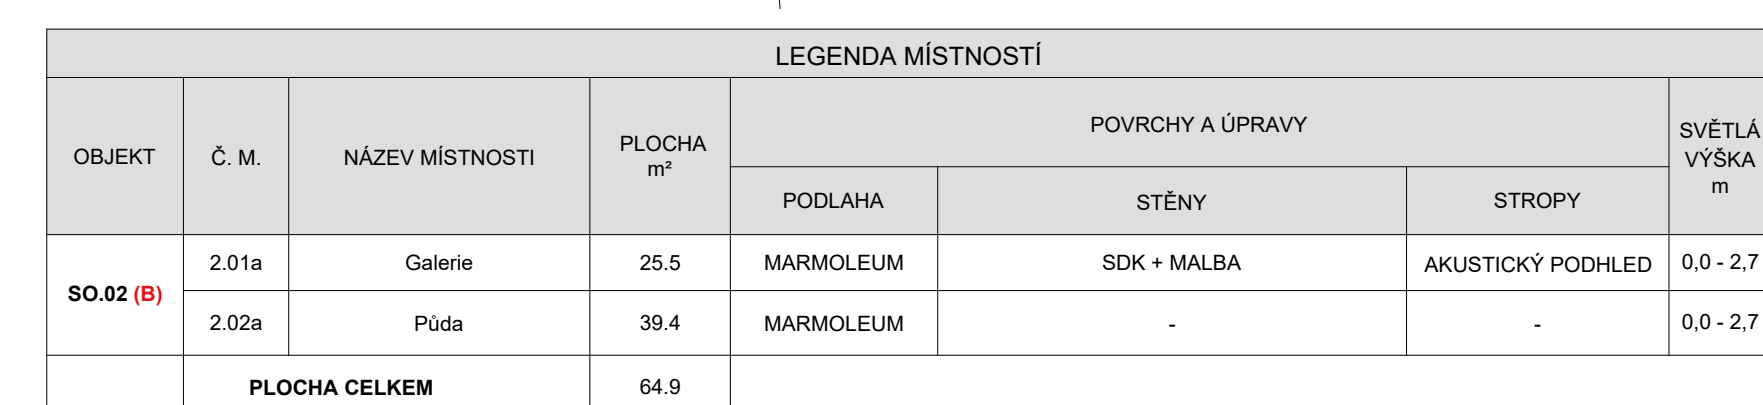 LEGENDA MÍSTNOSTÍ
OBJEKT Č. M. NÁZEV MÍSTNOSTI PLOCHA m² POVRCHY A ÚPRAVY SVĚTLÁ VÝŠKA m
PODLAHA STĚNY STROPY
SO.02 (B)
2.01a Galerie 25.5 MARMOLEUM SDK + MALBA AKUSTICKÝ PODHLED 0,0 - 2,7
2.02a Půda 39.4 MARMOLEUM - - 0,0 - 2,7
PLOCHA CELKEM 64.9